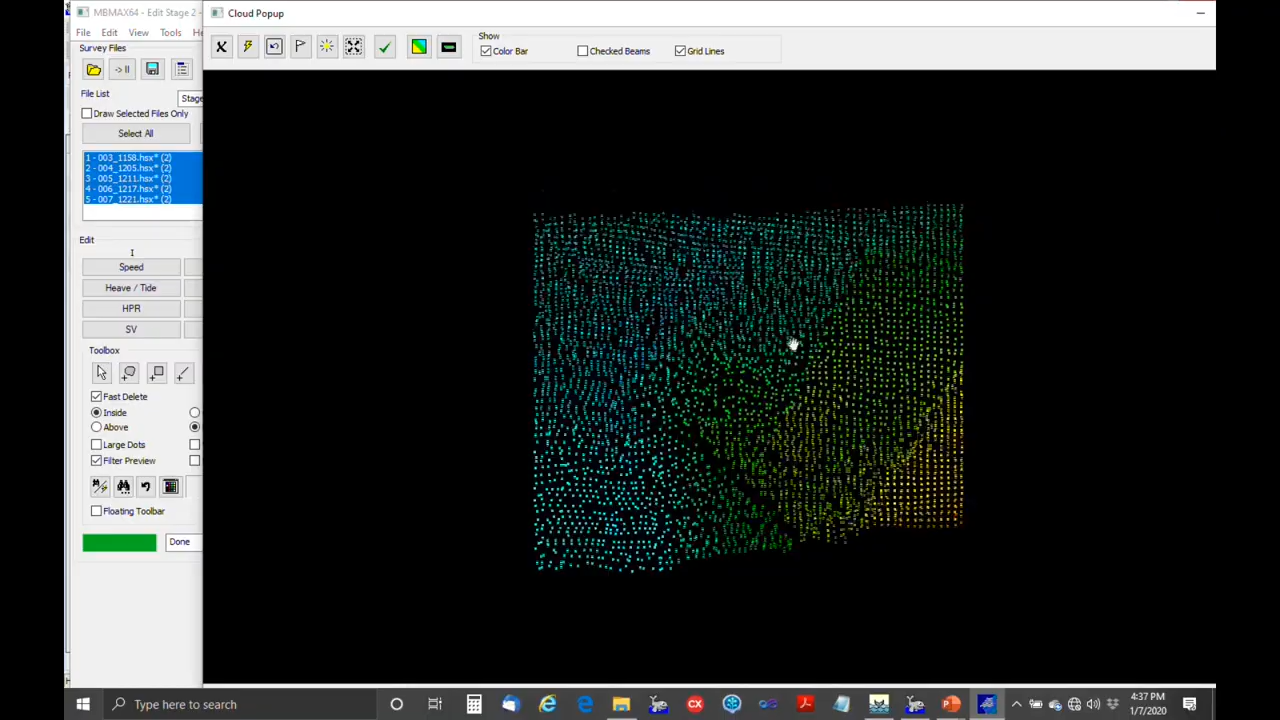 MBMAX64 - Edit Stage 2 -
Cloud Popup
File Edit View Tools He
Survey Files
Show
Color Bar
Checked Beams
Grid Lines
File List
Stage
Draw Selected Files Only
Select All
1 - 003_1158.hsx* (2)
2 - 004_1205.hsx* (2)
3 - 005_1211.hsx* (2)
4 - 006_1217.hsx* (2)
5 - 007_1221.hsx* (2)
Edit
Speed
Heave / Tide
HPR
SV
Toolbox
Fast Delete
Inside
Above
Large Dots
Filter Preview
Floating Toolbar
Done
Type here to search
4:37 PM
1/7/2020